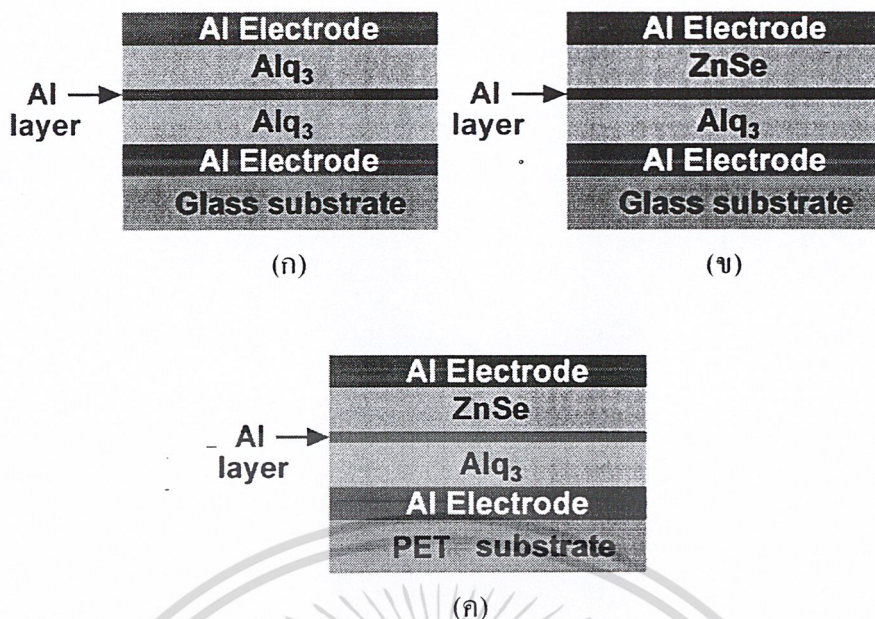 Al Electrode
Alq₃
Al layer
Alq₃
Al Electrode
Glass substrate
(ก)
Al Electrode
ZnSe
Al layer
Alq₃
Al Electrode
Glass substrate
(ข)
Al Electrode
ZnSe
Al layer
Alq₃
Al Electrode
PET substrate
(ค)